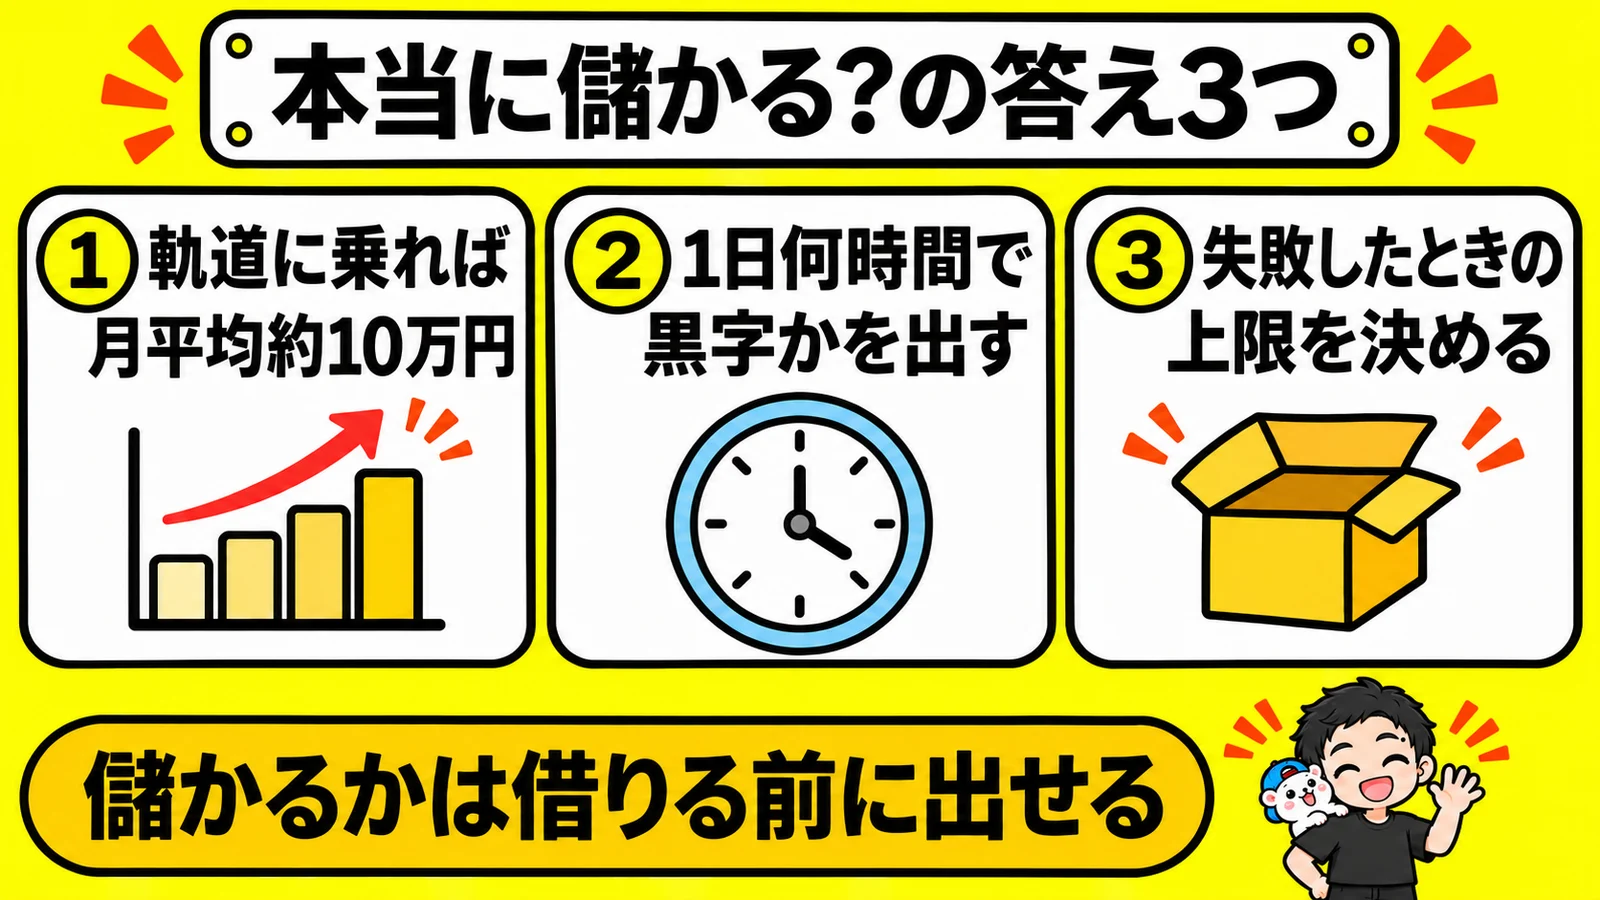 本当に儲かる?の答え3つ
1 軌道に乗れば
月平均約10万円
2 1日何時間で
黒字かを出す
3 失敗したときの
上限を決める
儲かるかは借りる前に出せる